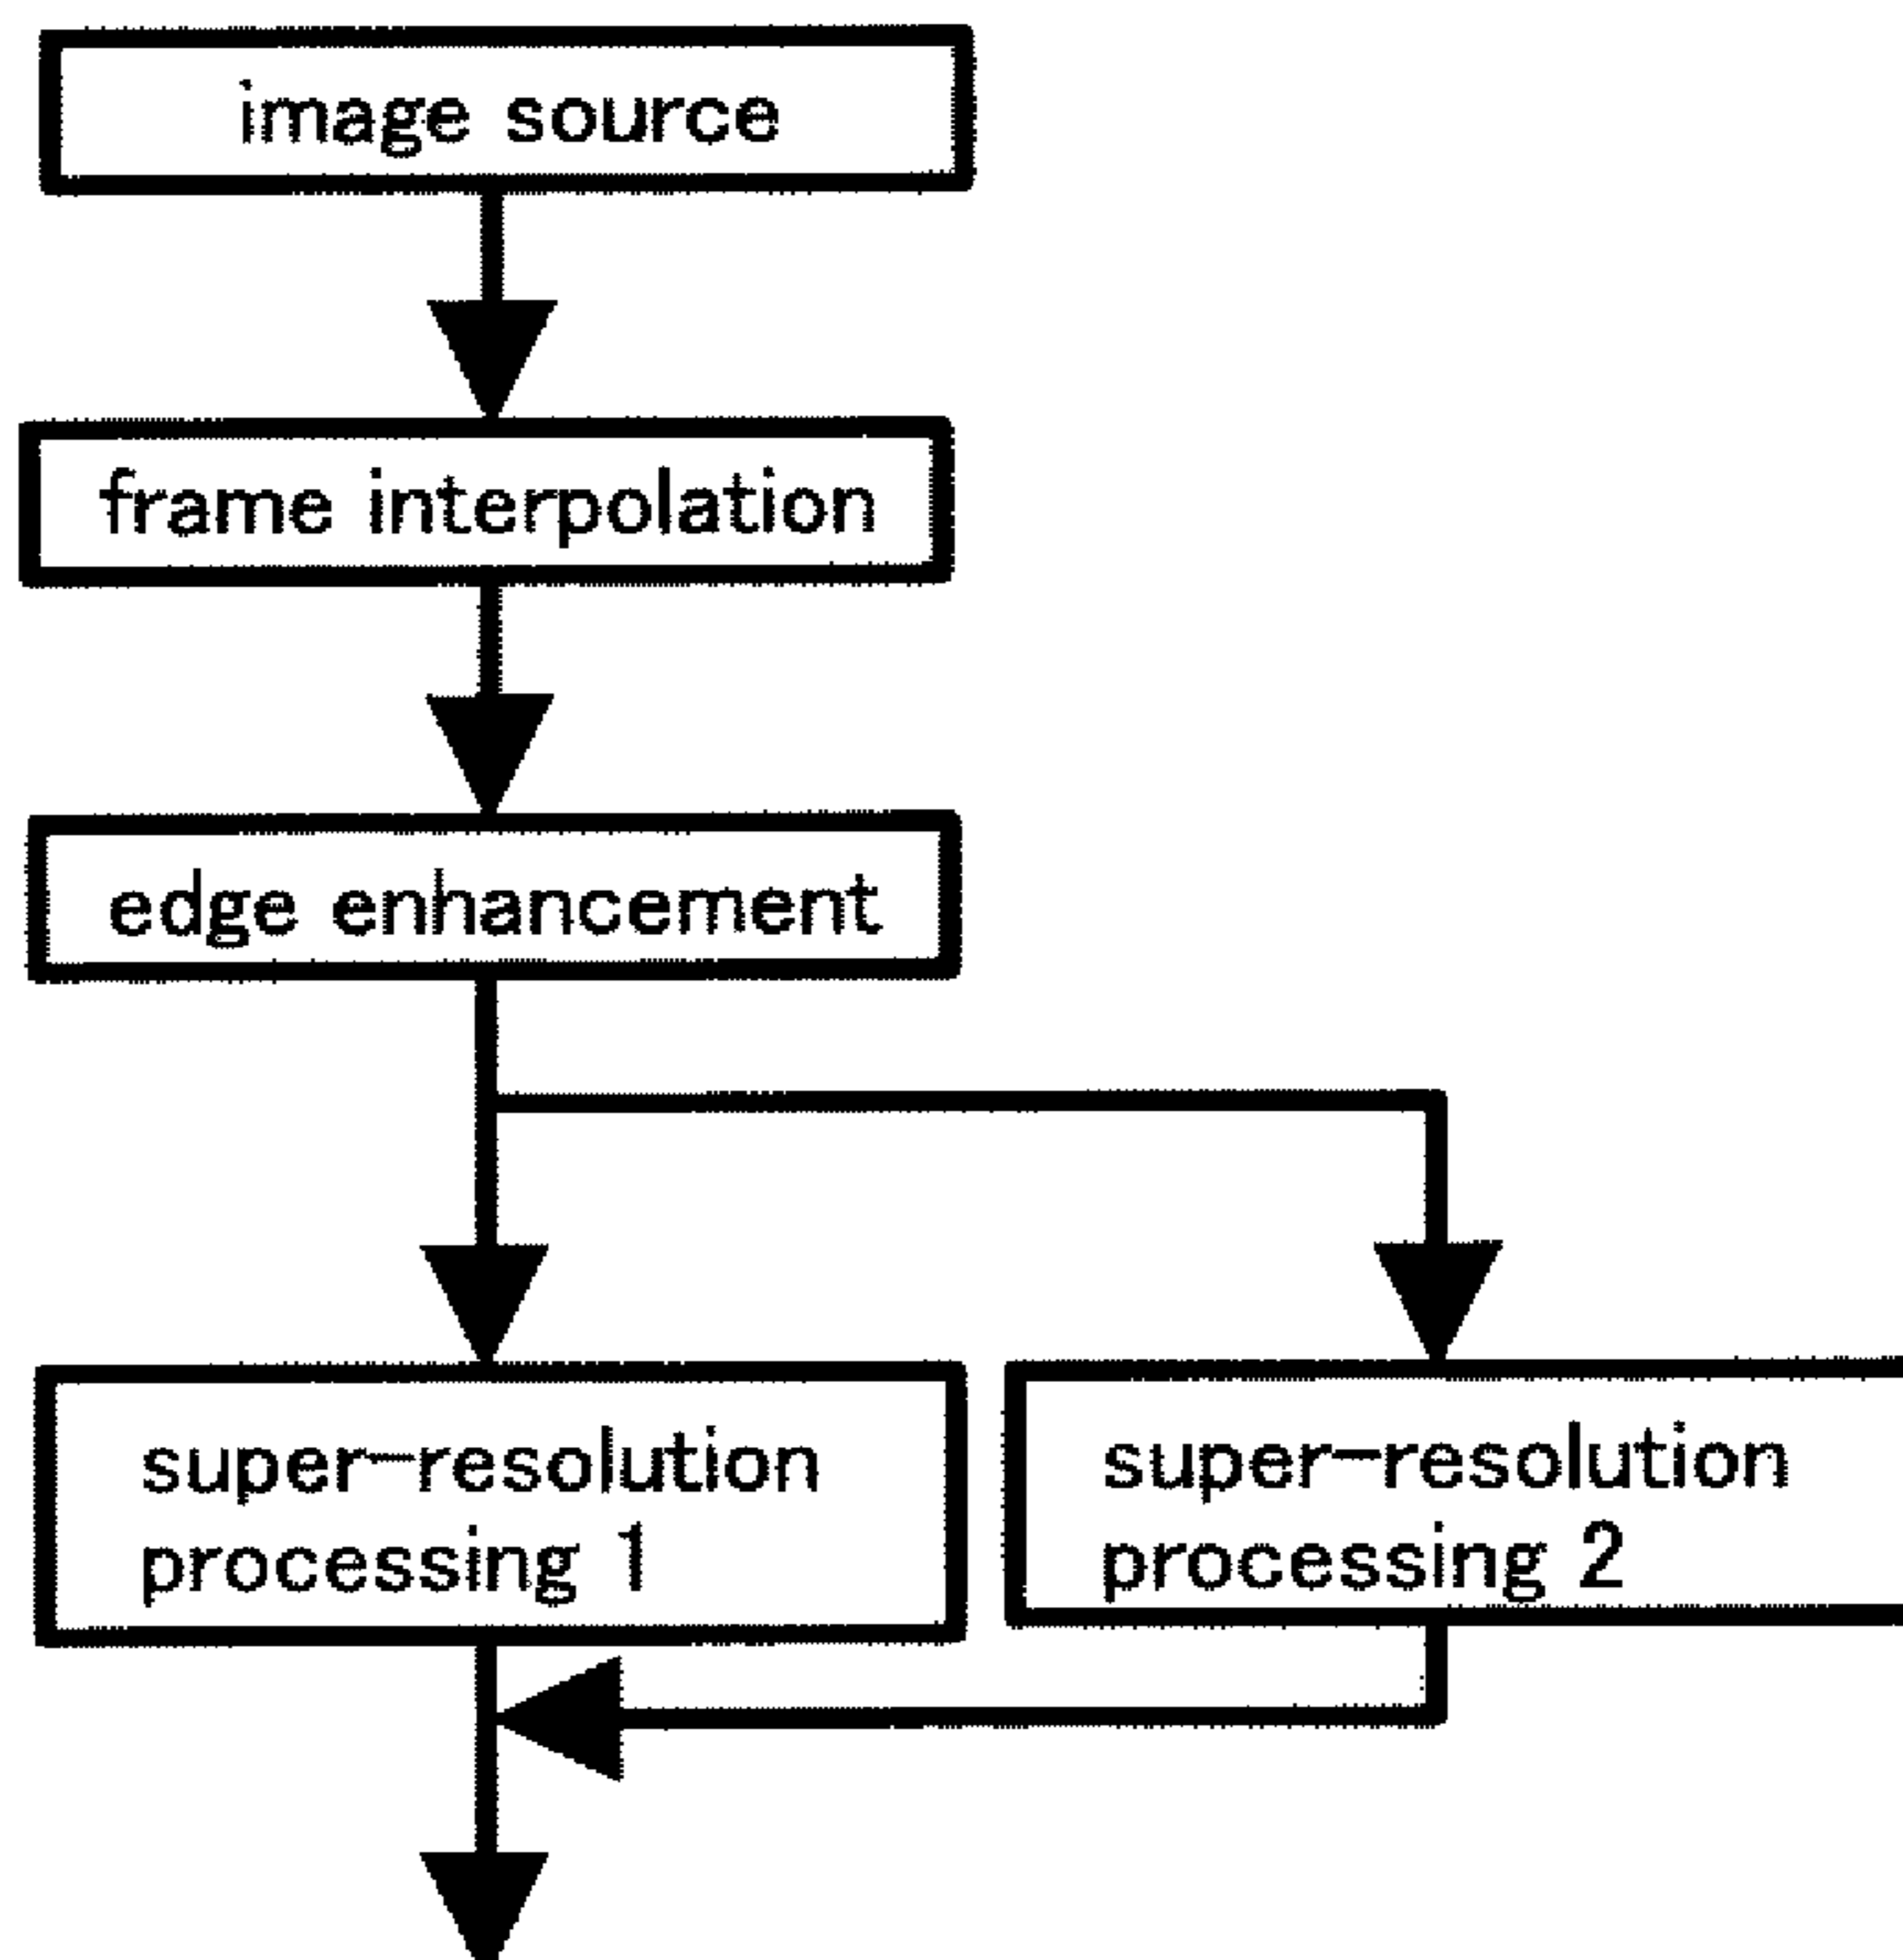 image source
frame interpolation
edge enhancement
super-resolution
processing 1
super-resolution
processing 2